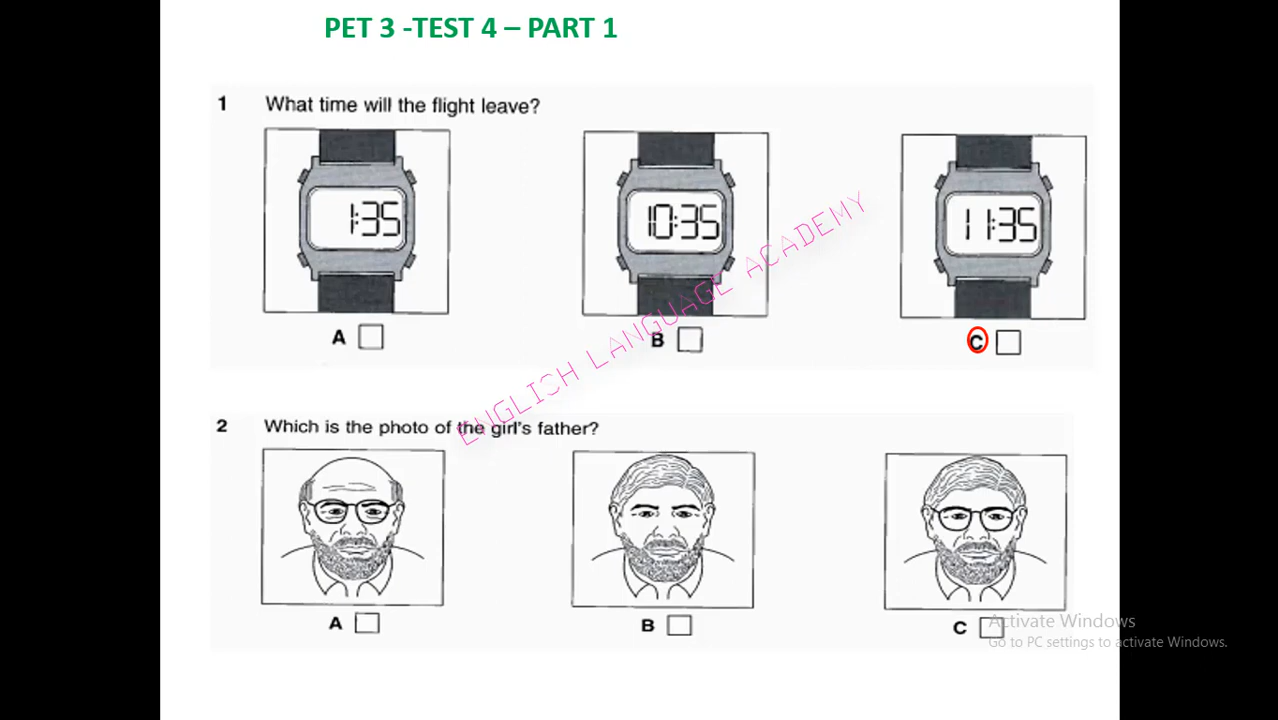 PET 3 -TEST 4 – PART 1
1 What time will the flight leave?
1:35
10:35
11:35
A
B
C
ENGLISH LANGUAGE ACADEMY
2 Which is the photo of the girl's father?
A
B
C
Activate Windows
Go to PC settings to activate Windows.